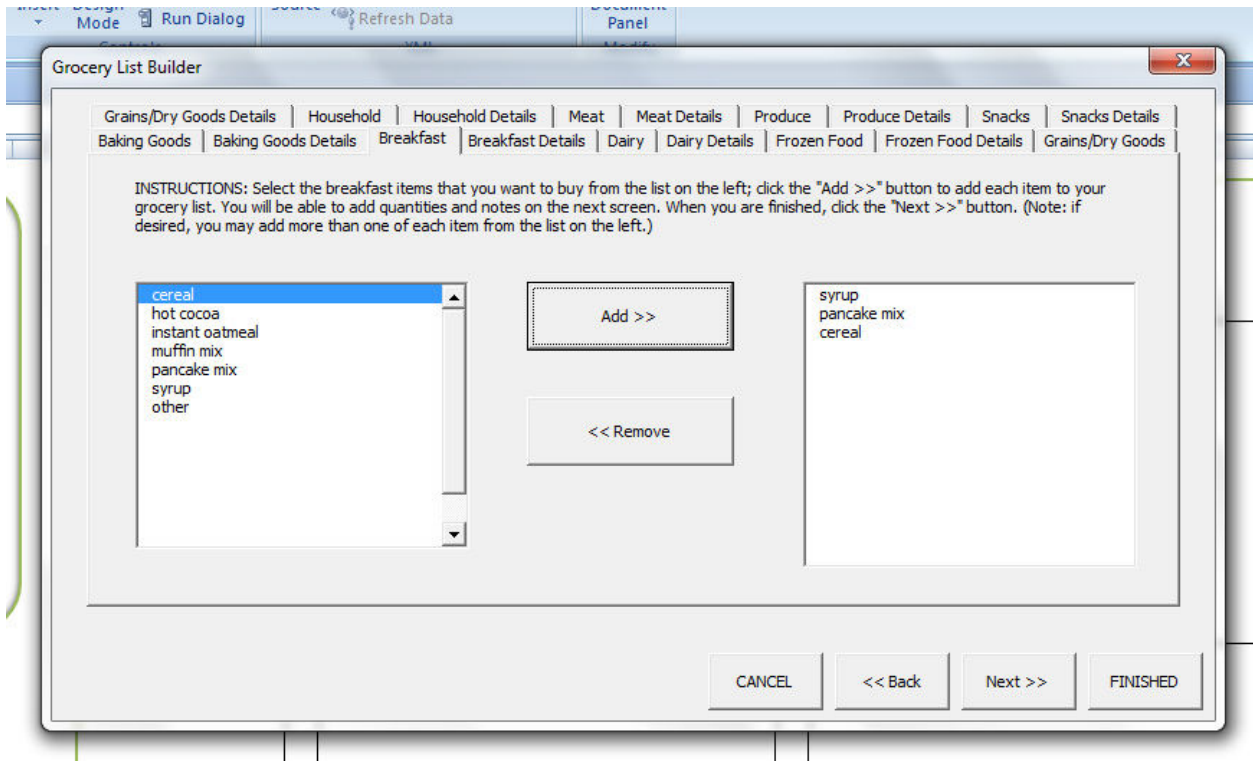 Mode
Run Dialog
Refresh Data
Panel
Grocery List Builder
Grains/Dry Goods Details
Household
Household Details
Meat
Meat Details
Produce
Produce Details
Snacks
Snacks Details
Baking Goods
Baking Goods Details
Breakfast
Breakfast Details
Dairy
Dairy Details
Frozen Food
Frozen Food Details
Grains/Dry Goods
INSTRUCTIONS: Select the breakfast items that you want to buy from the list on the left; click the "Add >>" button to add each item to your
grocery list. You will be able to add quantities and notes on the next screen. When you are finished, click the "Next >>" button. (Note: if
desired, you may add more than one of each item from the list on the left.)
cereal
hot cocoa
instant oatmeal
muffin mix
pancake mix
syrup
other
Add >>
<< Remove
syrup
pancake mix
cereal
CANCEL
<< Back
Next >>
FINISHED